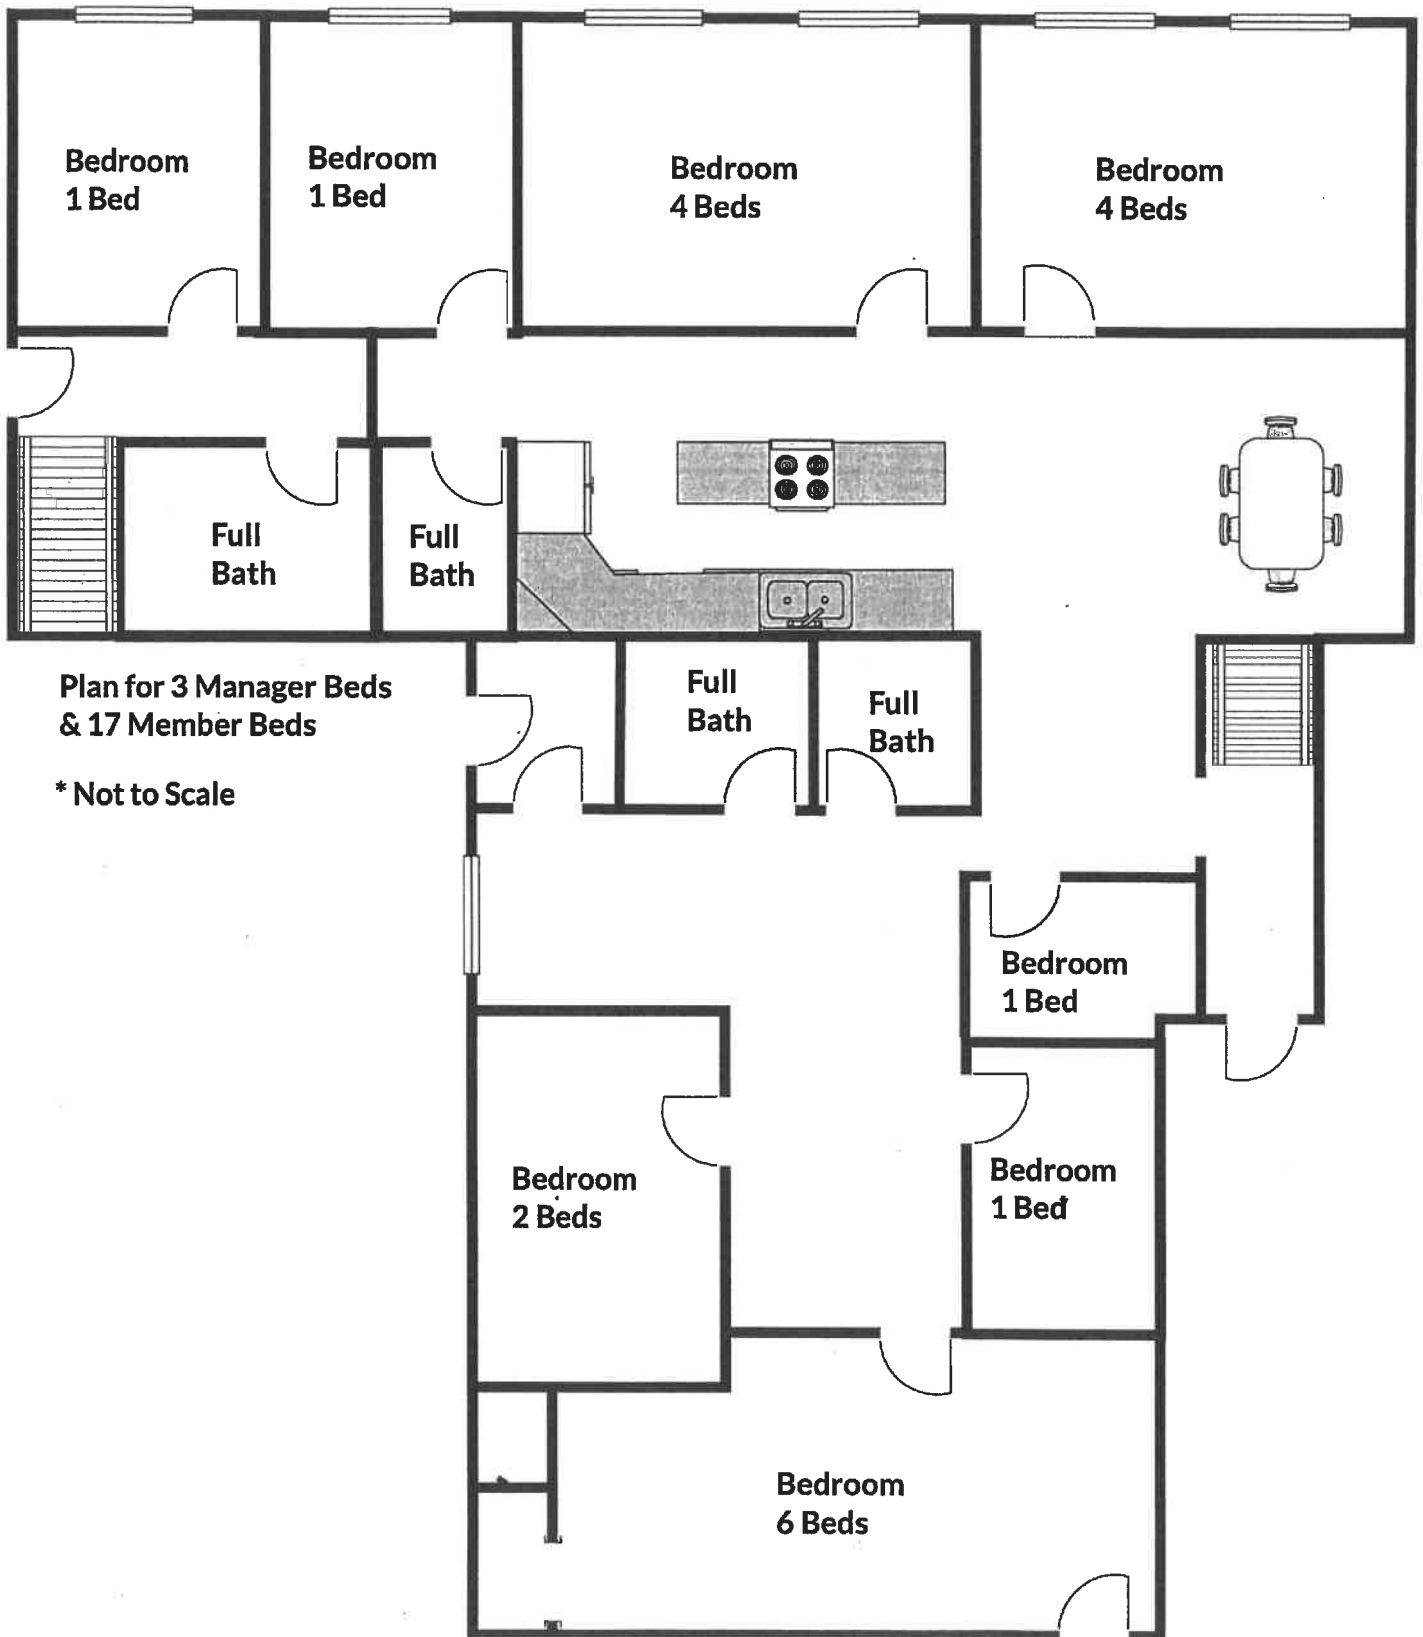 Bedroom
1 Bed
Bedroom
1 Bed
Bedroom
4 Beds
Bedroom
4 Beds
Full
Bath
Full
Bath
Plan for 3 Manager Beds
& 17 Member Beds
* Not to Scale
Full
Bath
Full
Bath
Bedroom
1 Bed
Bedroom
2 Beds
Bedroom
1 Bed
Bedroom
6 Beds